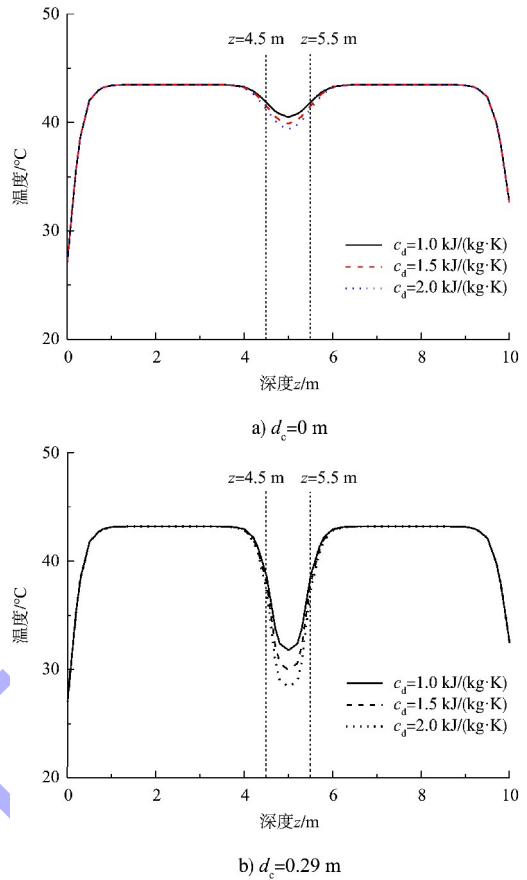 50
z=4.5 m z=5.5 m
40
温度/°C
30
c_d=1.0 kJ/(kg·K)
c_d=1.5 kJ/(kg·K)
c_d=2.0 kJ/(kg·K)
20
0 2 4 6 8 10
深度z/m
a) d_c=0 m
50
z=4.5 m z=5.5 m
40
温度/°C
30
c_d=1.0 kJ/(kg·K)
c_d=1.5 kJ/(kg·K)
c_d=2.0 kJ/(kg·K)
20
0 2 4 6 8 10
深度z/m
b) d_c=0.29 m